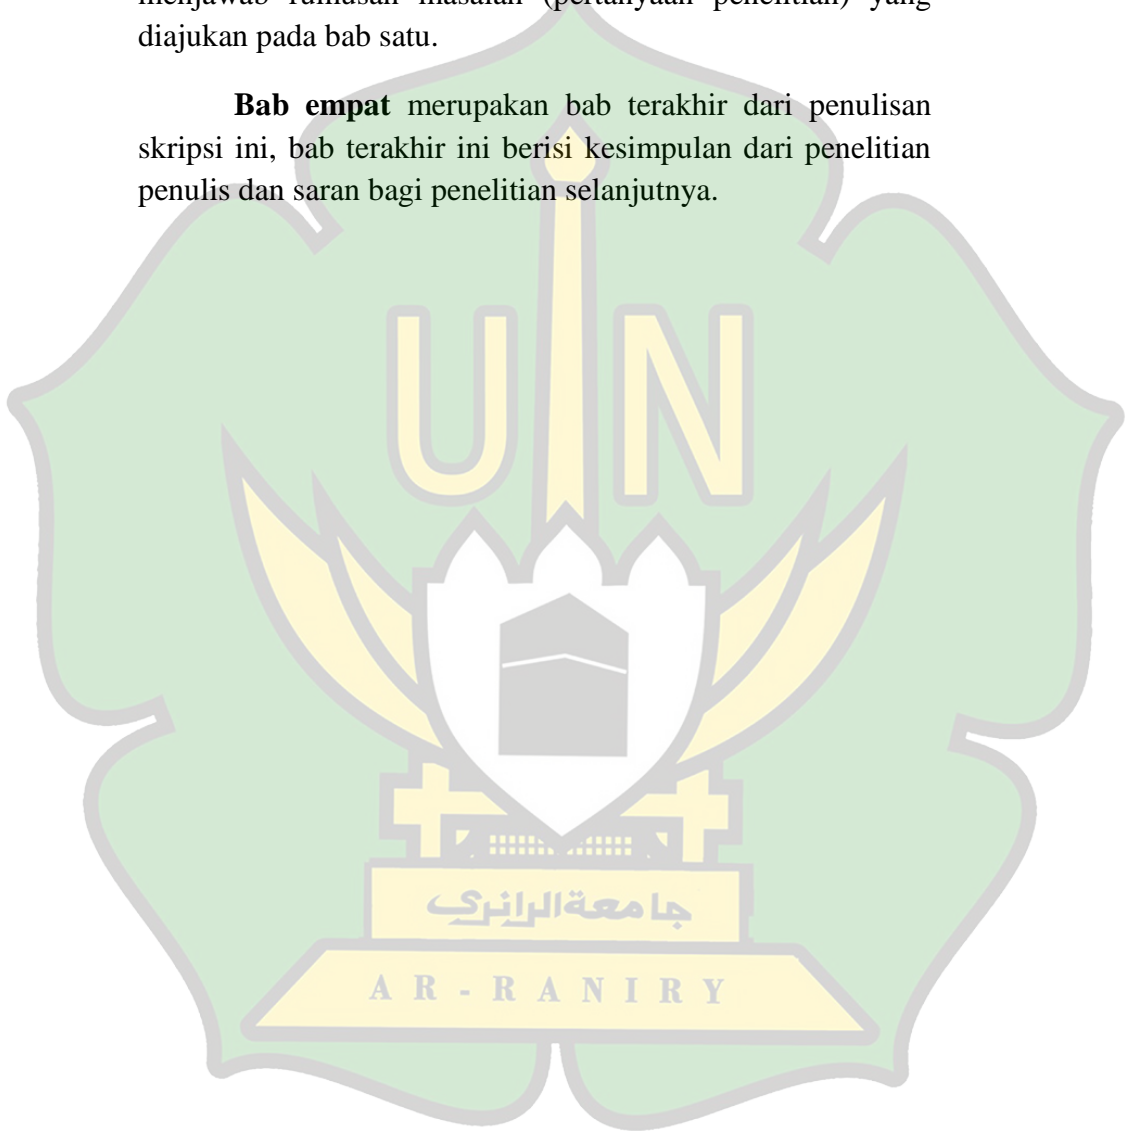 menjawab rumusan masalah (pertanyaan penelitian) yang
diajukan pada bab satu.
Bab empat merupakan bab terakhir dari penulisan
skripsi ini, bab terakhir ini berisi kesimpulan dari penelitian
penulis dan saran bagi penelitian selanjutnya.
UIN
جامعة الرانري
AR-RANIRY